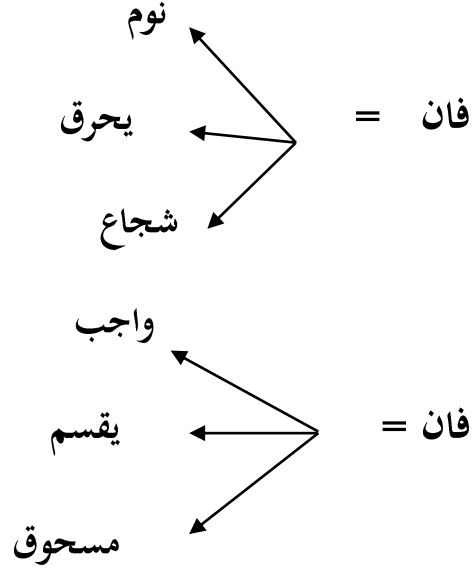 نوم
فان = يحرق
شجاع
واجب
فان = يقسم
مسحوق